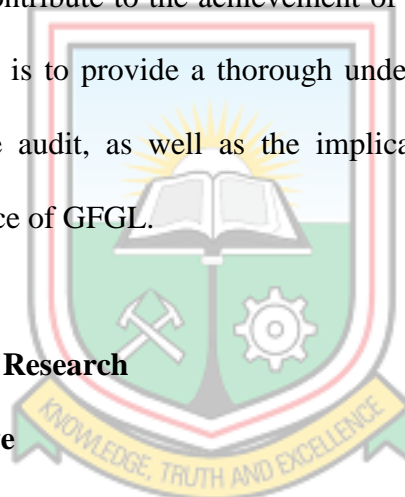 ontribute to the achievement of
is to provide a thorough unde
audit, as well as the implica
ce of GFGL.
Research
KNOWLEDGE, TRUTH AND EXCELLENCE